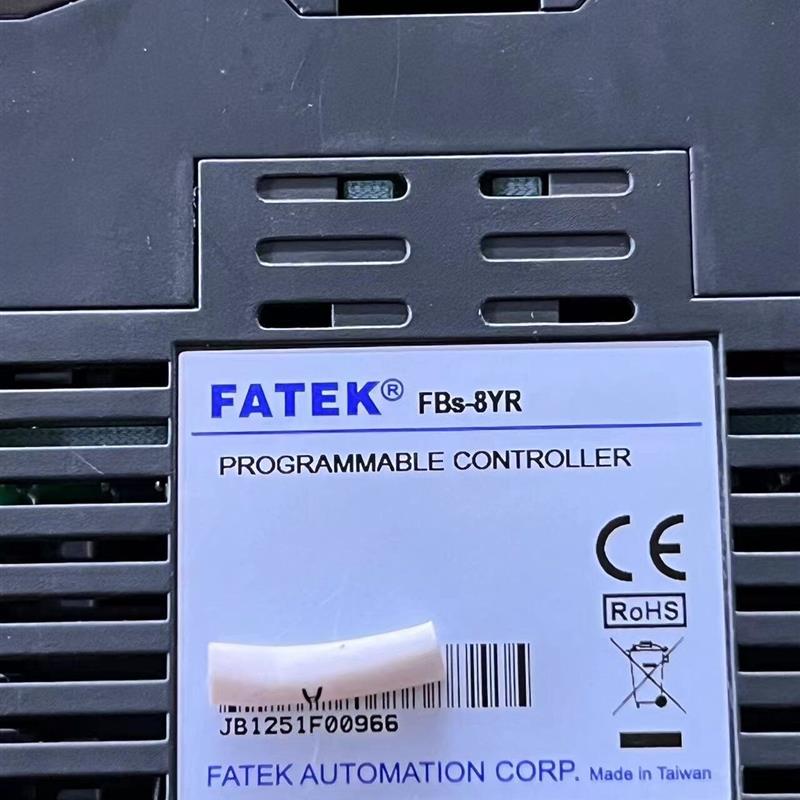 FATEK® FBs-8YR
PROGRAMMABLE CONTROLLER
CE
RoHS
JB1251F00966
FATEK AUTOMATION CORP. Made in Taiwan